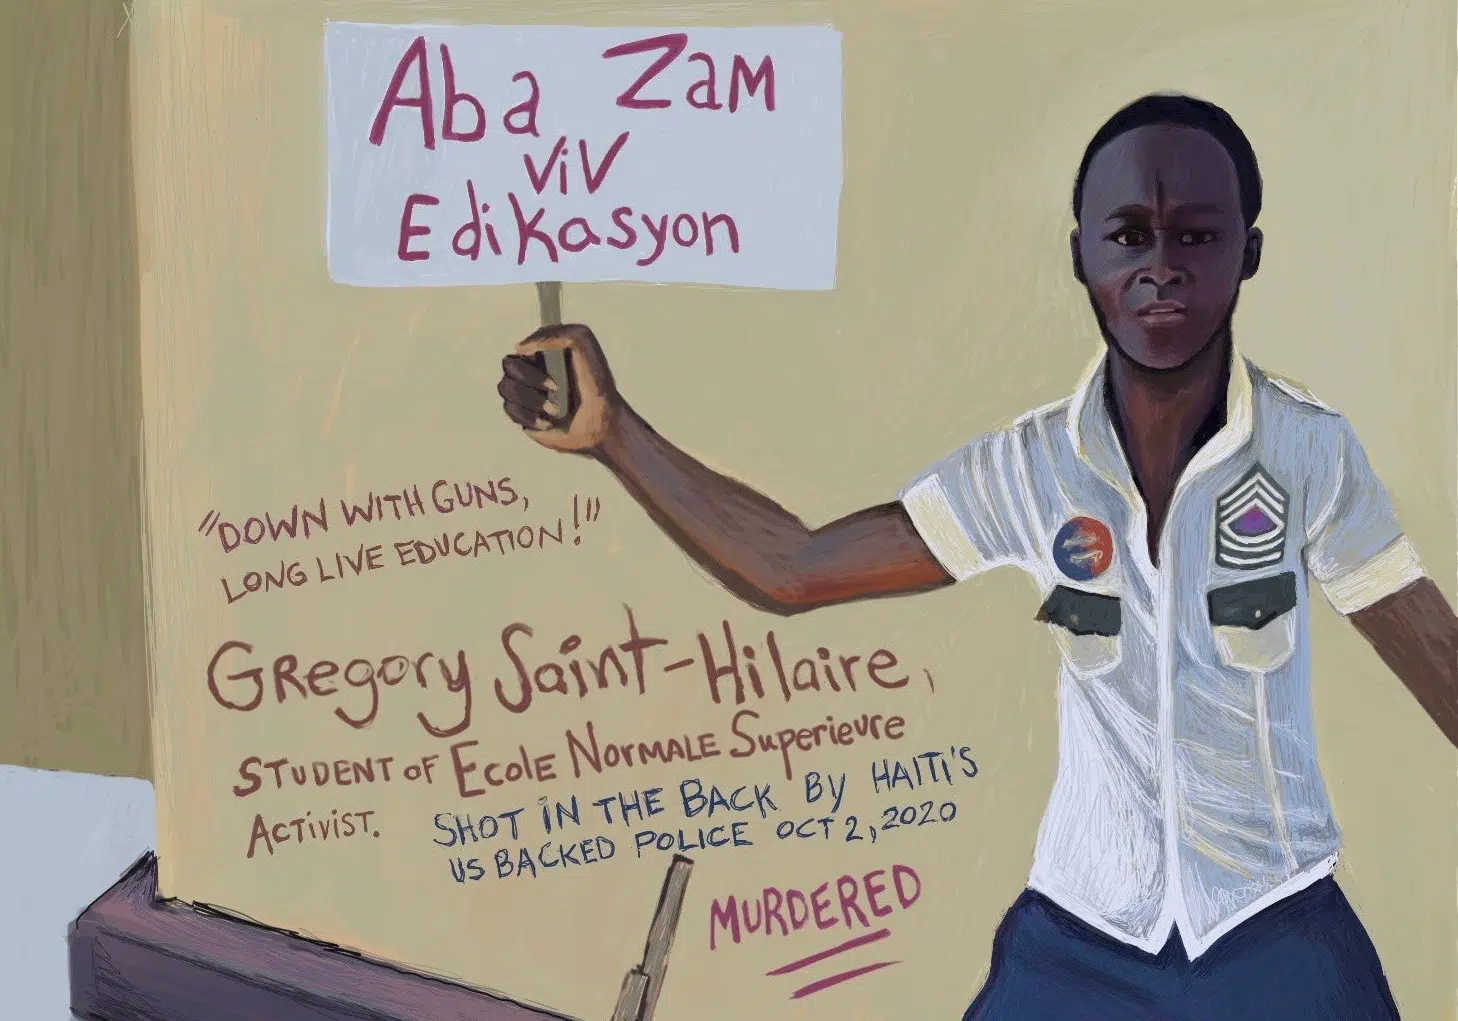 Aba Zam
viv
Edikasyon
"DOWN WITH GUNS,
LONG LIVE EDUCATION!"
Gregory Saint-Hilaire,
STUDENT OF Ecole NORMALE Superieure
Activist.
SHOT IN THE BACK BY HAITI'S
US BACKED POLICE OCT 2, 2020
MURDERED